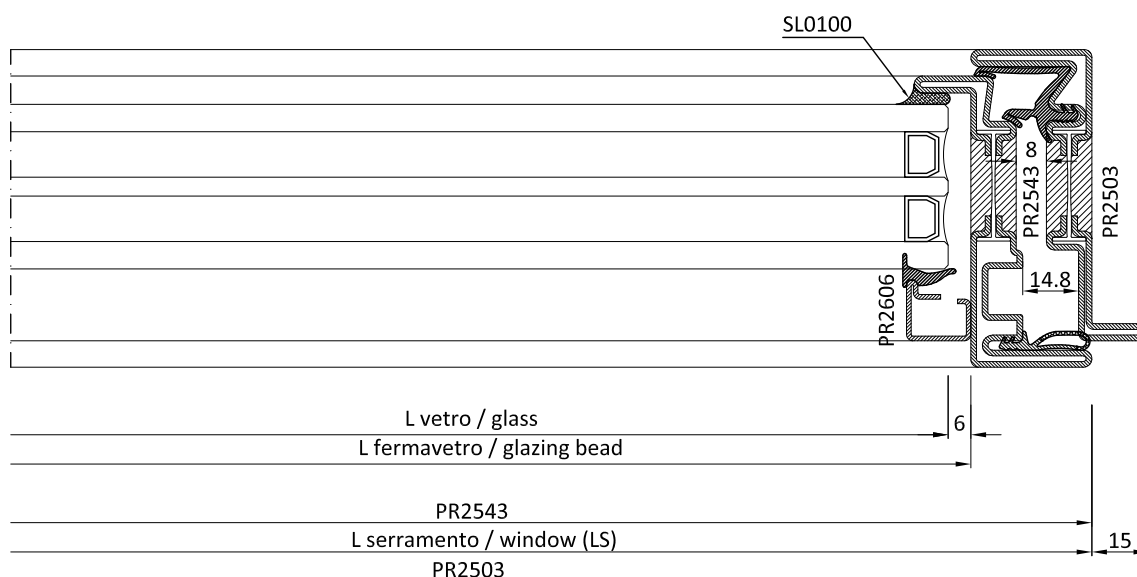 SL0100
8
PR2543
PR2503
14.8
PR2606
L vetro / glass
6
L fermavetro / glazing bead
PR2543
L serramento / window (LS)
15
PR2503